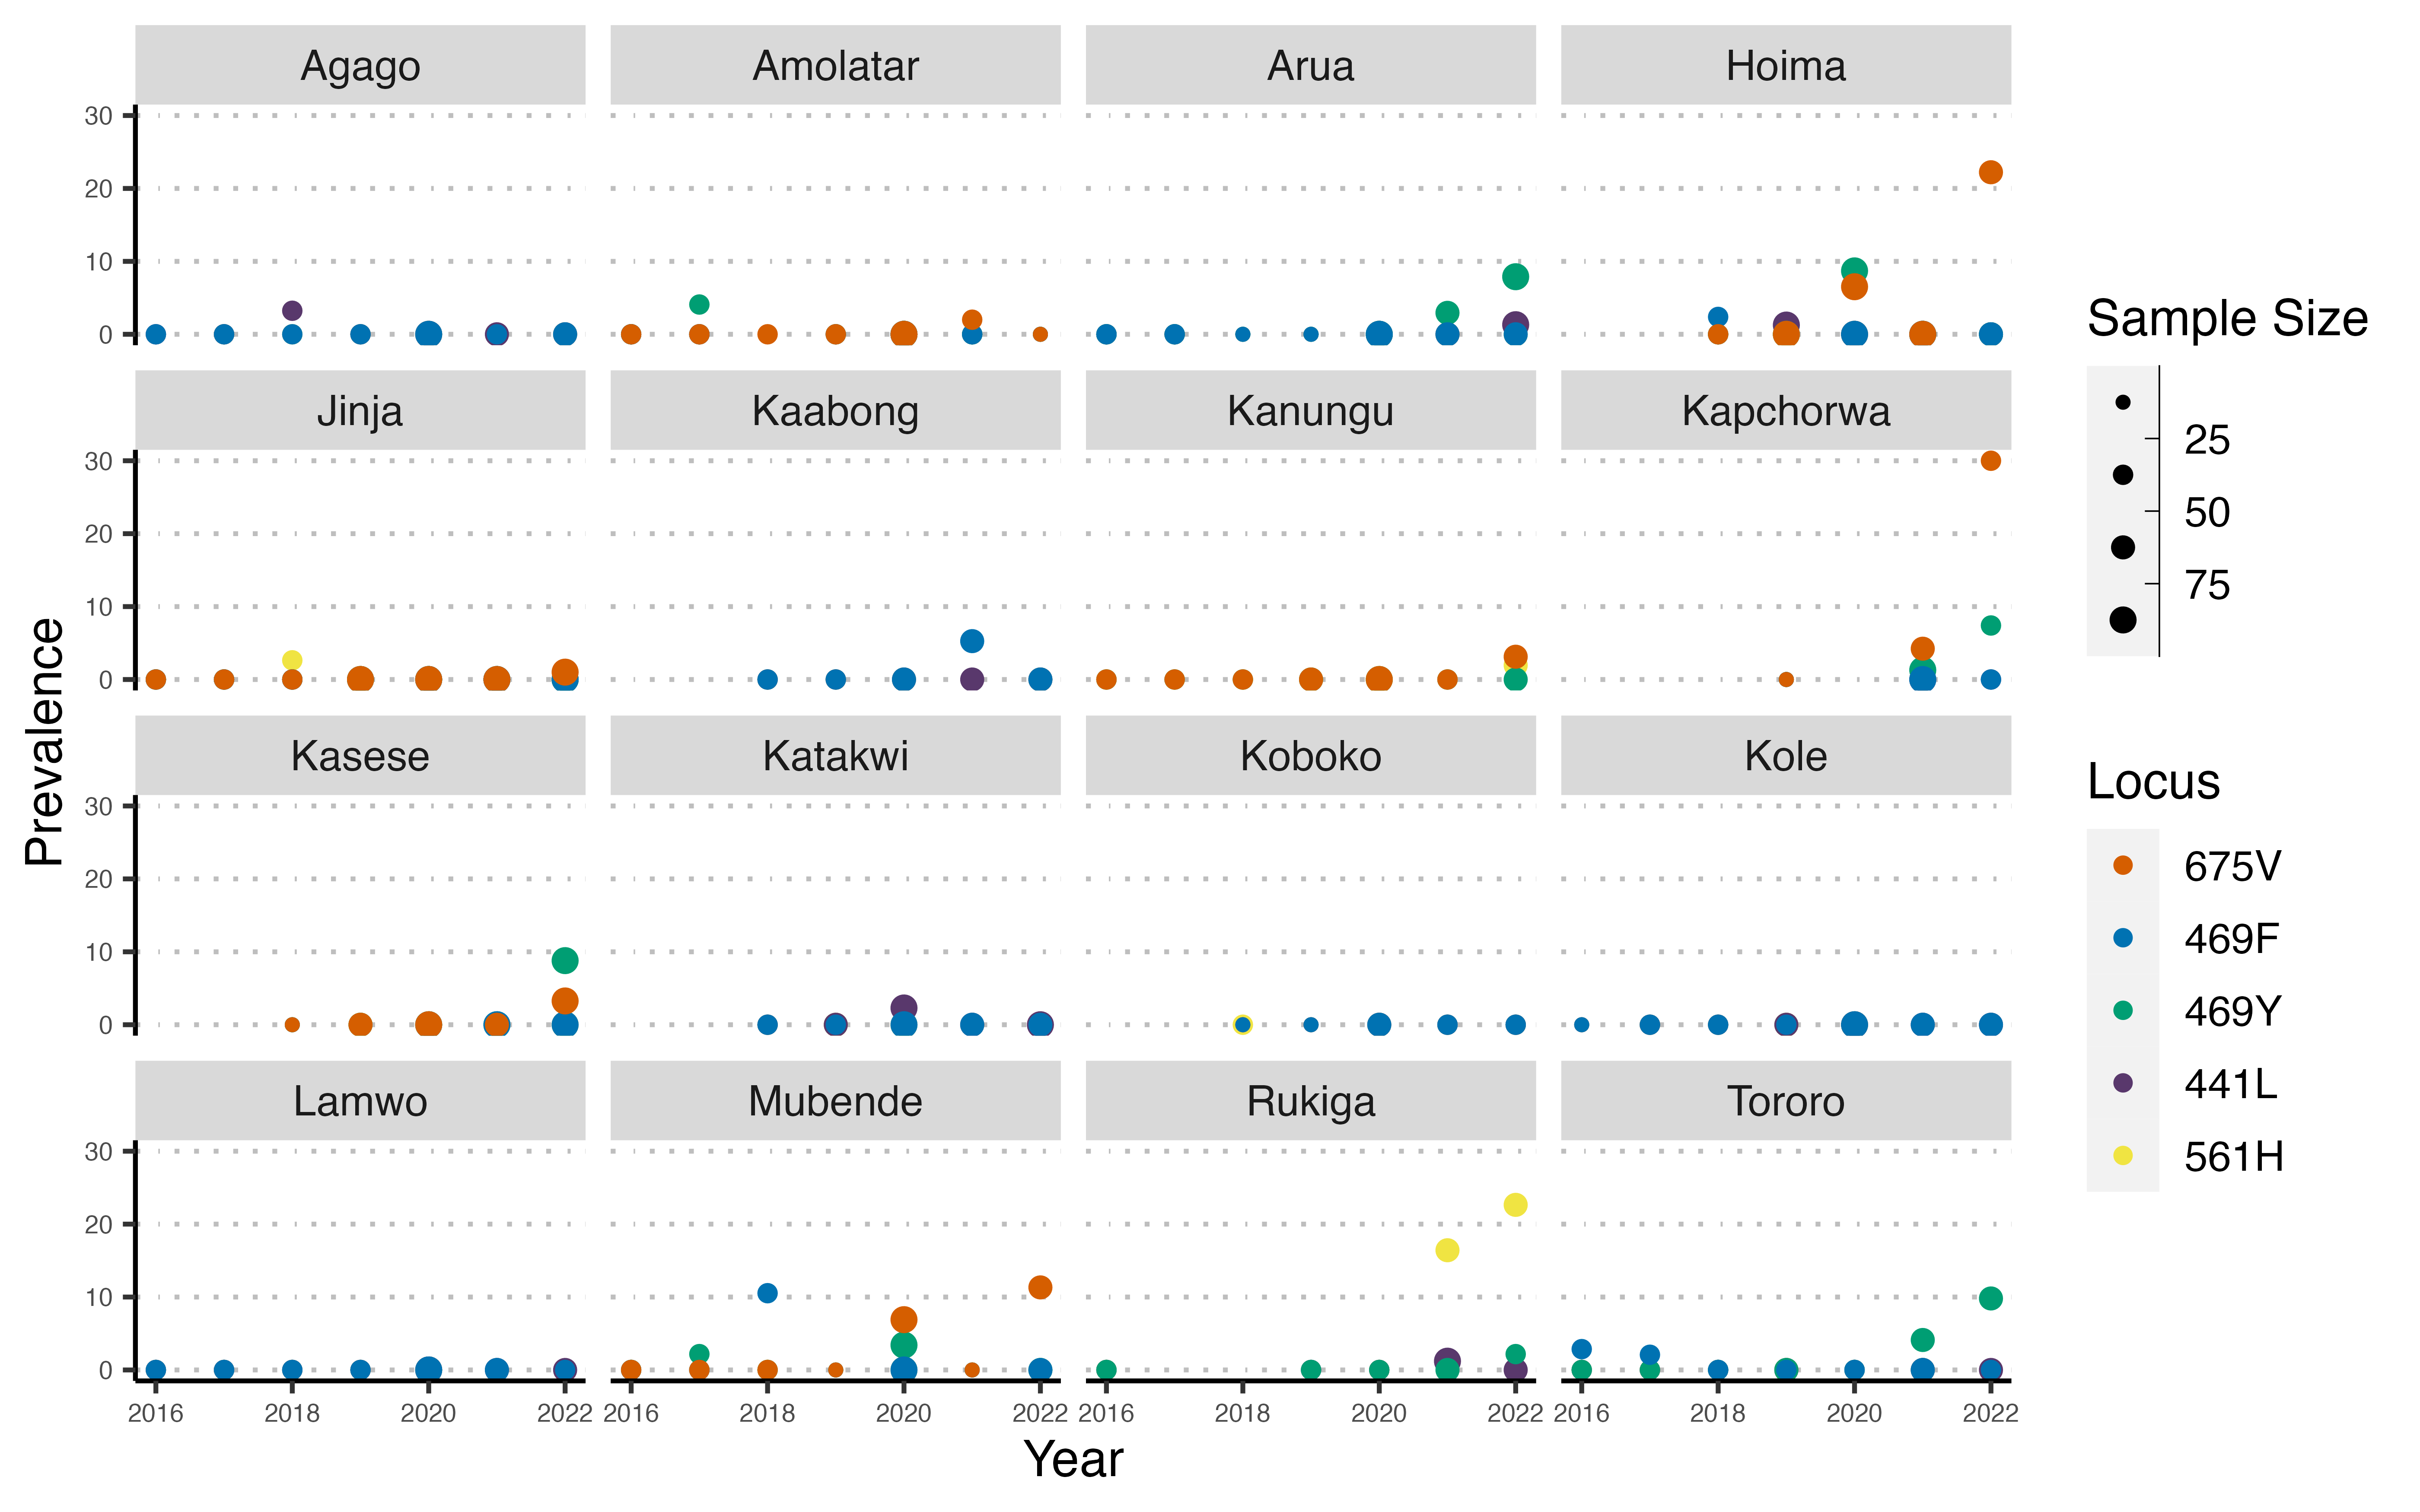 Agago Amolatar Arua Hoima
30
20
10
0
Jinja Kaabong Kanungu Kapchorwa
30
20
10
0
Kasese Katakwi Koboko Kole
30
20
10
0
Lamwo Mubende Rukiga Tororo
30
20
10
0
2016 2018 2020 2022 2016 2018 2020 2022 2016 2018 2020 2022 2016 2018 2020 2022
Year
Prevalence
Sample Size
25
50
75
Locus
675V
469F
469Y
441L
561H